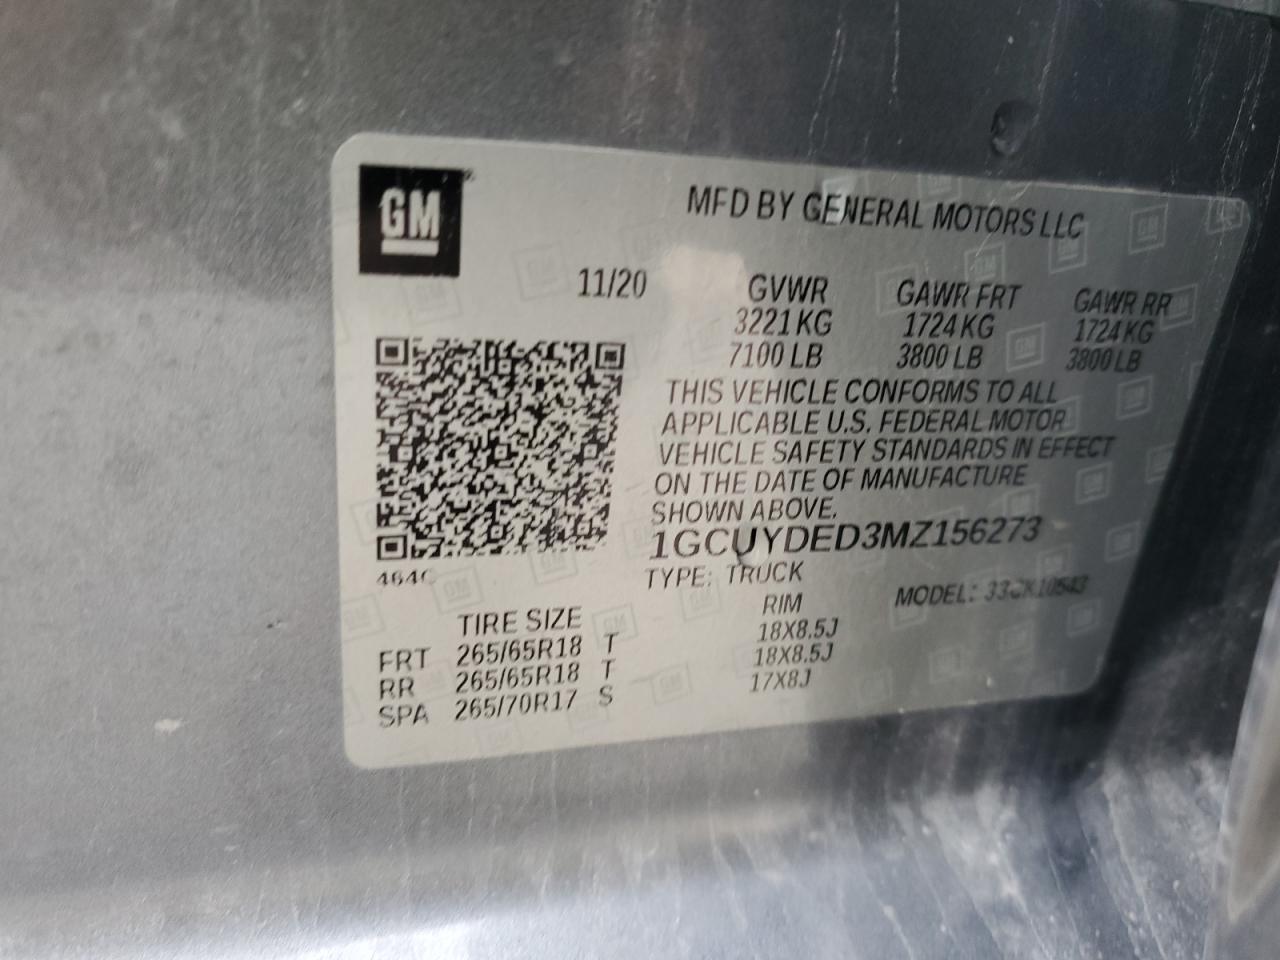 GM
MFD BY GENERAL MOTORS LLC
11/20
GVWR GAWR FRT GAWR RR
3221 KG 1724 KG 1724 KG
7100 LB 3800 LB 3800 LB
THIS VEHICLE CONFORMS TO ALL
APPLICABLE U.S. FEDERAL MOTOR
VEHICLE SAFETY STANDARDS IN EFFECT
ON THE DATE OF MANUFACTURE
SHOWN ABOVE.
1GCUYDED3MZ156273
TYPE: TRUCK
MODEL:
TIRE SIZE RIM
FRT 265/65R18 T 18X8.5J
RR 265/65R18 T 18X8.5J
SPA 265/70R17 S 17X8J